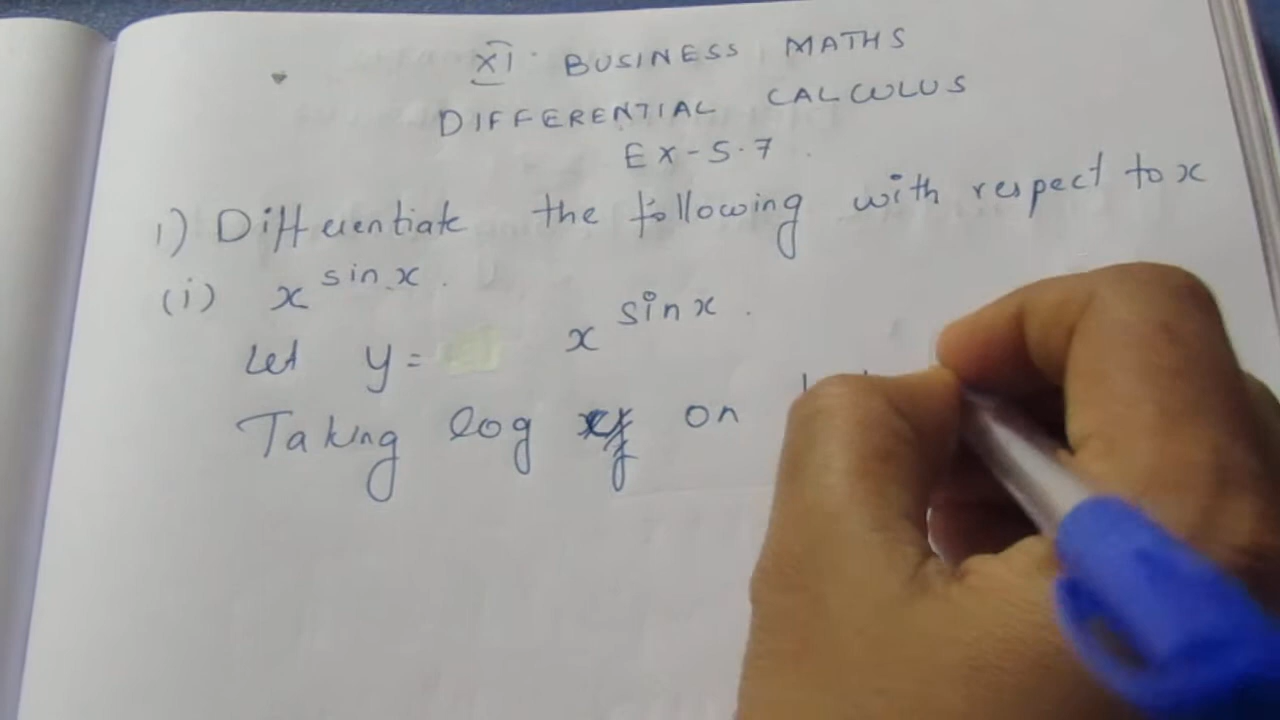 XI BUSINESS MATHS
DIFFERENTIAL CALCULUS
EX-5.7
1) Differentiate the following with respect to x
(i) x^sin x.
Let y= x^sin x.
Taking log on